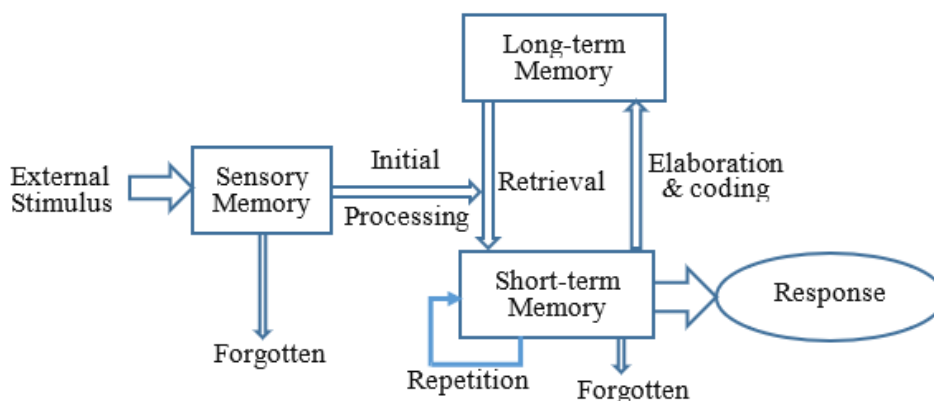 Long-term
Memory
External
Stimulus
Sensory
Memory
Initial
Processing
Retrieval
Elaboration
& coding
Short-term
Memory
Response
Forgotten
Repetition
Forgotten